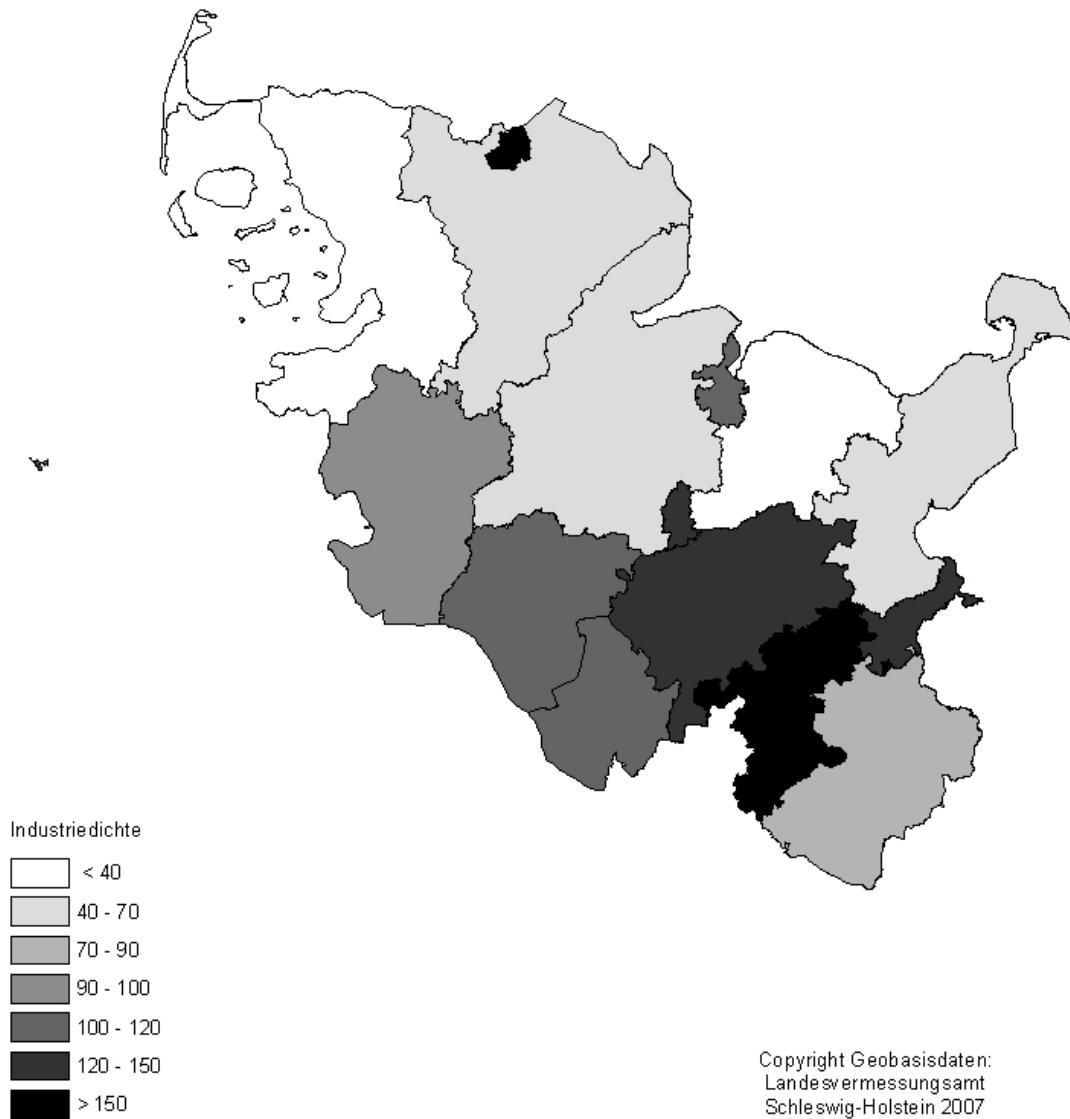 Industriedichte
< 40
40 - 70
70 - 90
90 - 100
100 - 120
120 - 150
> 150
Copyright Geobasisdaten:
Landesvermessungsamt
Schleswig-Holstein 2007